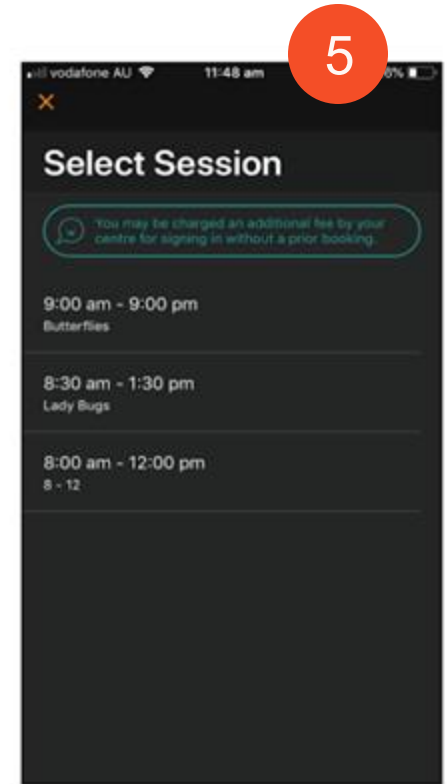 5
vodafone AU 11:48 am 6%
Select Session
You may be charged an additional fee by your
centre for signing in without a prior booking.
9:00 am - 9:00 pm
Butterflies
8:30 am - 1:30 pm
Lady Bugs
8:00 am - 12:00 pm
8 - 12